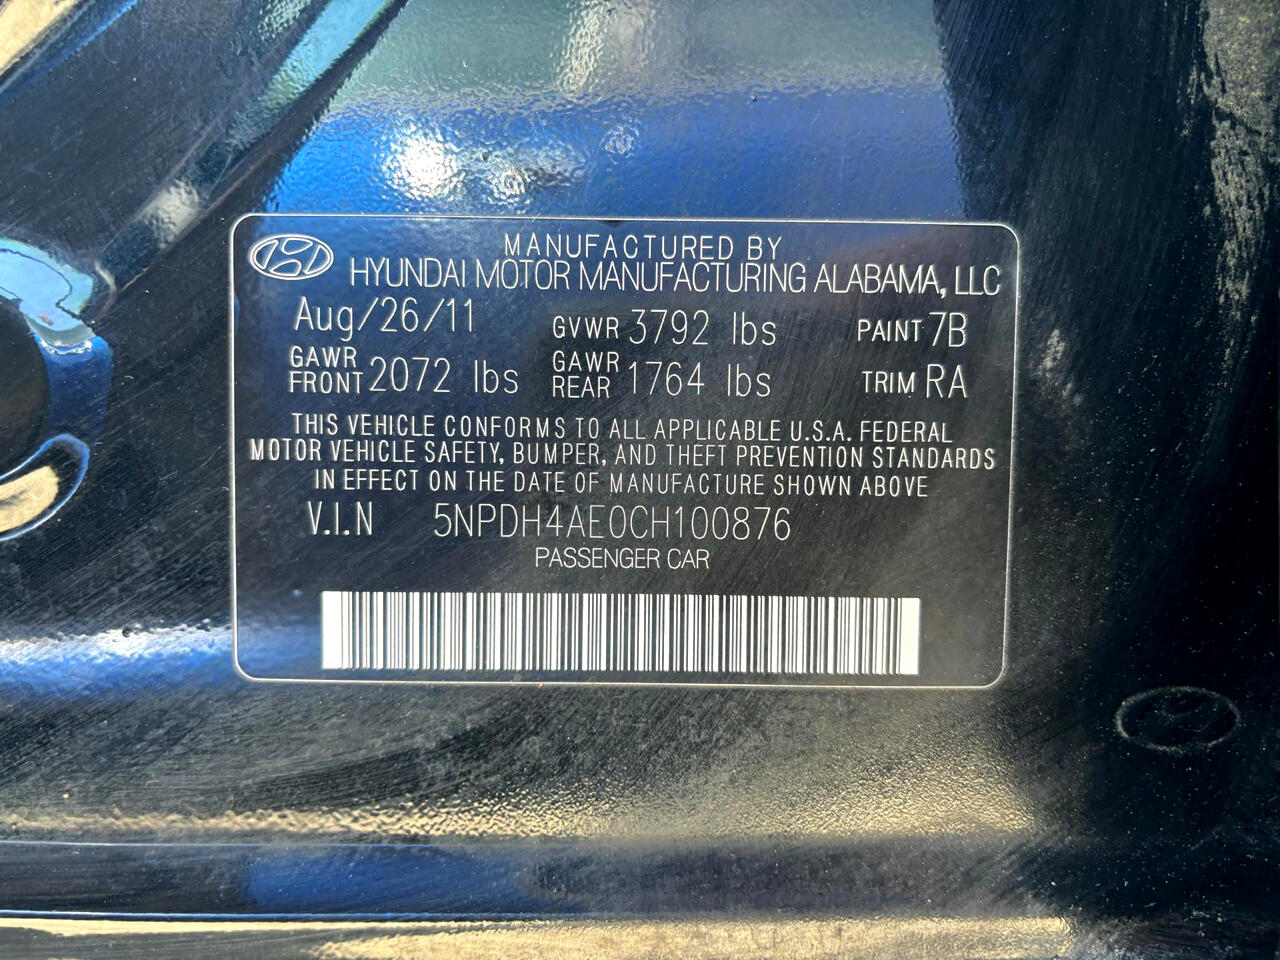 MANUFACTURED BY
HYUNDAI MOTOR MANUFACTURING ALABAMA, LLC
Aug/26/11 GVWR 3792 lbs PAINT 7B
GAWR FRONT 2072 lbs GAWR REAR 1764 lbs TRIM RA
THIS VEHICLE CONFORMS TO ALL APPLICABLE U.S.A. FEDERAL
MOTOR VEHICLE SAFETY, BUMPER, AND THEFT PREVENTION STANDARDS
IN EFFECT ON THE DATE OF MANUFACTURE SHOWN ABOVE
V.I.N 5NPDH4AE0CH100876
PASSENGER CAR